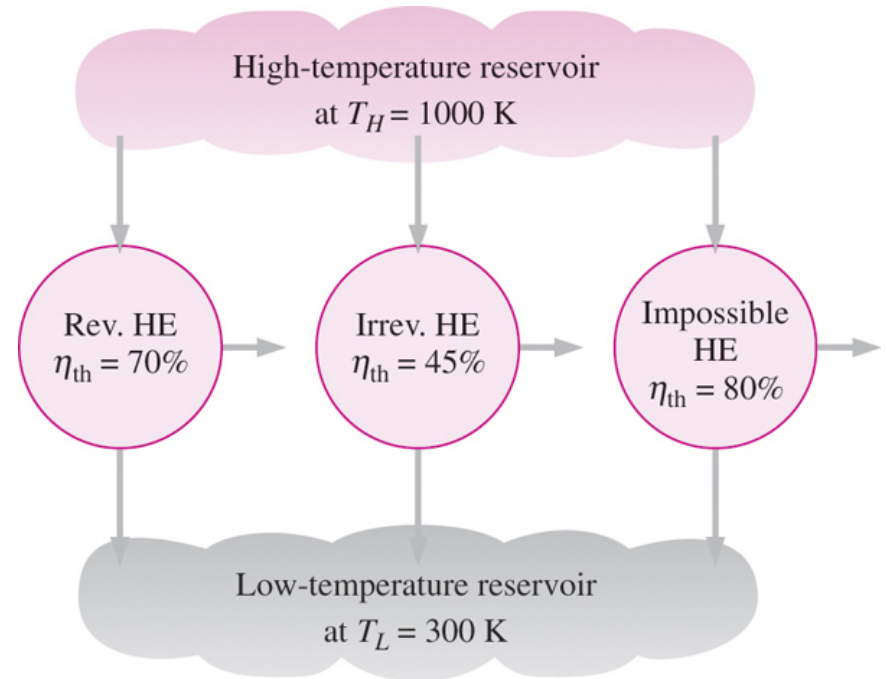 High-temperature reservoir
at T_H = 1000 K
Rev. HE
η_th = 70%
Irrev. HE
η_th = 45%
Impossible
HE
η_th = 80%
Low-temperature reservoir
at T_L = 300 K